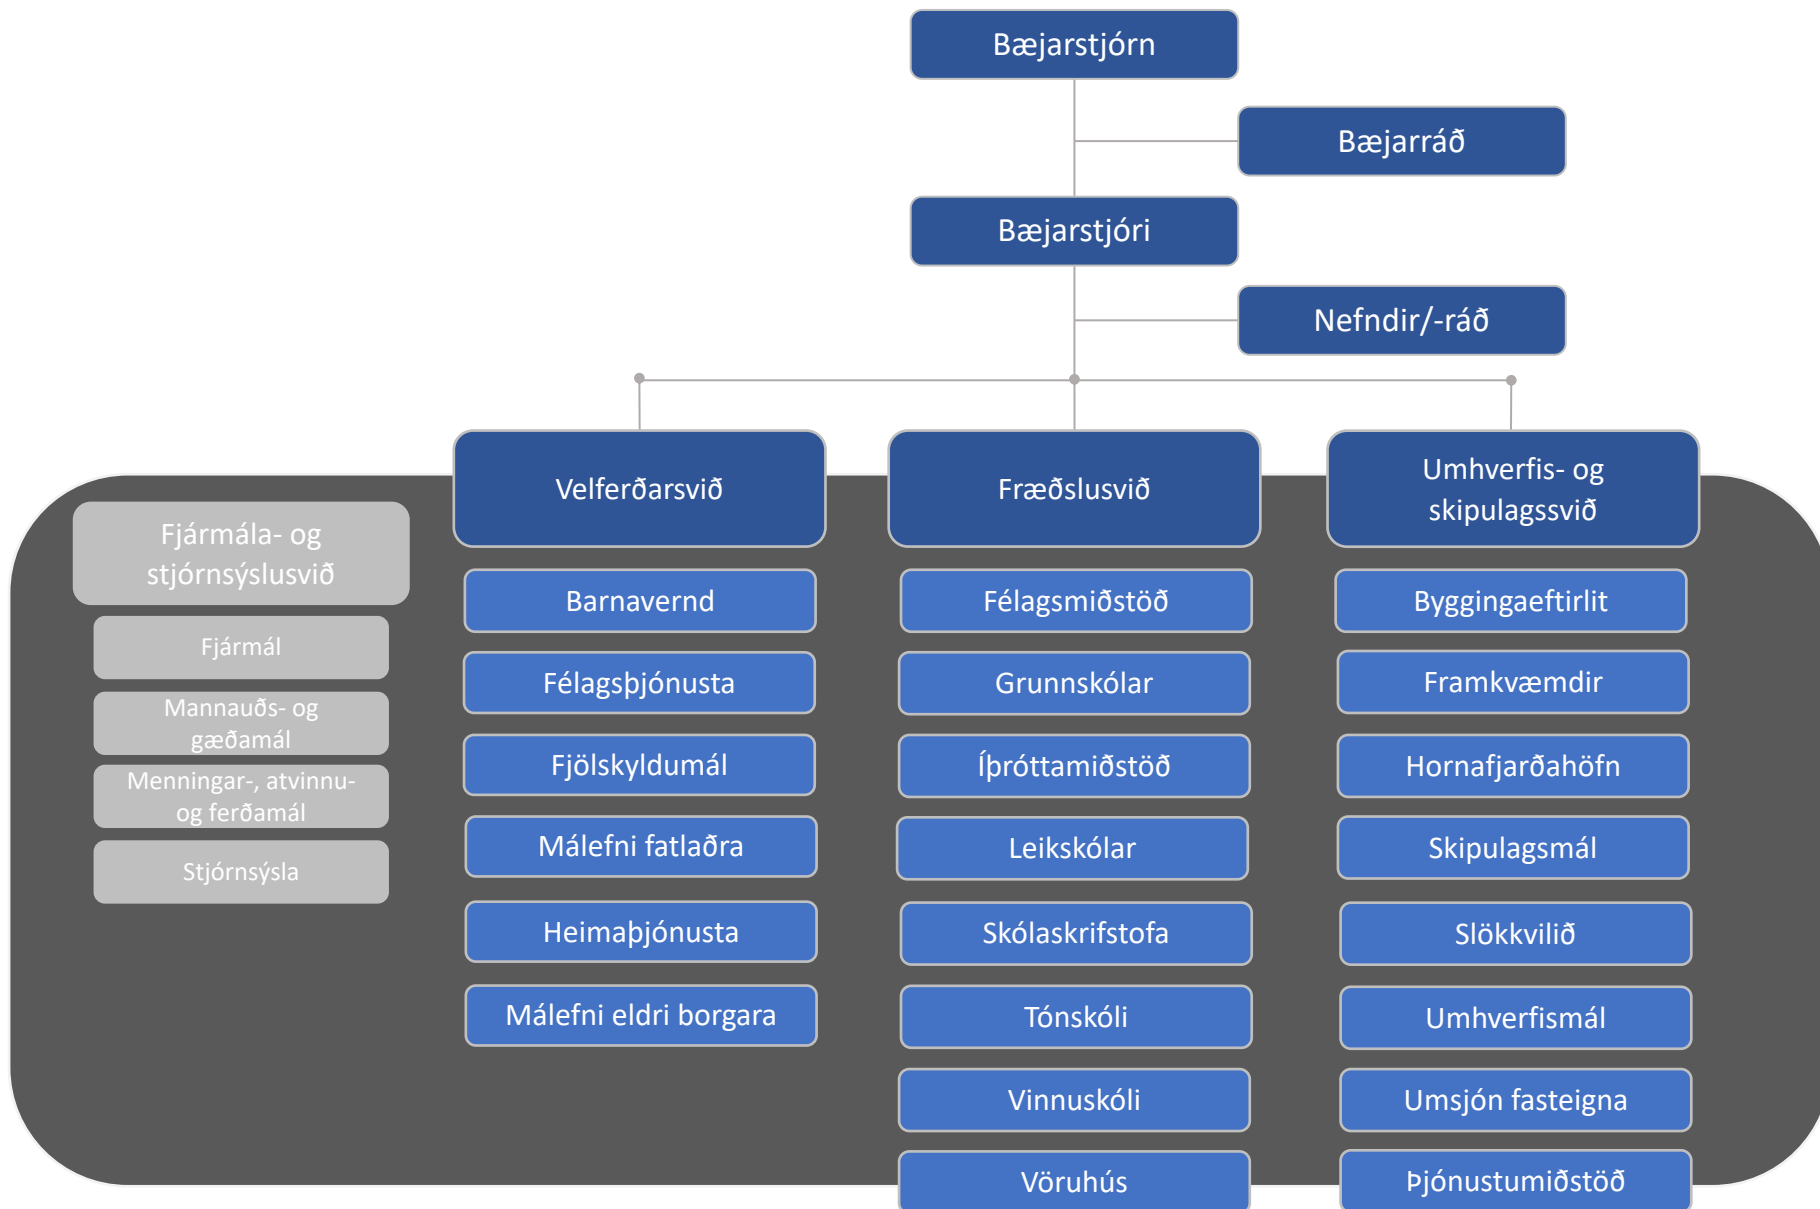 Bæjarstjórn
Bæjarráð
Bæjarstjóri
Nefndir/-ráð
Fjármála- og
stjórnsýslusvið
Fjármál
Mannauðs- og
gæðamál
Menningar-, atvinnu-
og ferðamál
Stjórnsýsla
Velferðarsvið
Barnavernd
Félagsþjónusta
Fjölskyldumál
Málefni fatlaðra
Heimaþjónusta
Málefni eldri borgara
Fræðslusvið
Félagsmiðstöð
Grunnskólar
Íþróttamiðstöð
Leikskólar
Skólaskrifstofa
Tónskóli
Vinnuskóli
Vöruhús
Umhverfis- og
skipulagssvið
Byggingaeftirlit
Framkvæmdir
Hornafjarðahöfn
Skipulagsmál
Slökkvilið
Umhverfismál
Umsjón fasteigna
Þjónustumiðstöð